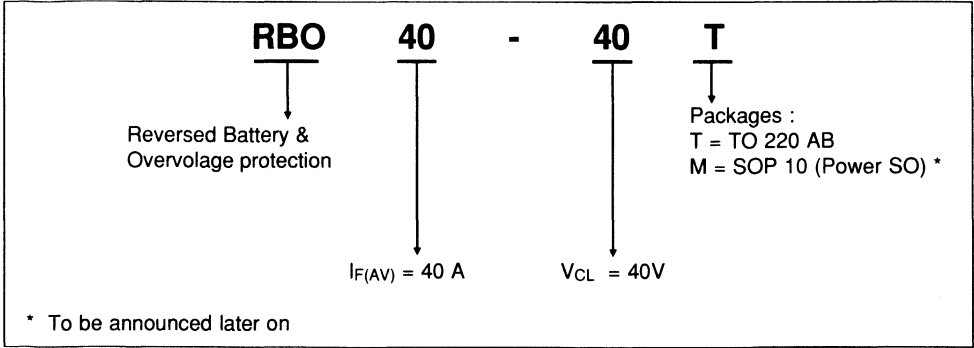 RBO 40 - 40 T
Reversed Battery &
Overvolage protection
Packages :
T = TO 220 AB
M = SOP 10 (Power SO) *
IF(AV) = 40 A
VCL = 40V
* To be announced later on